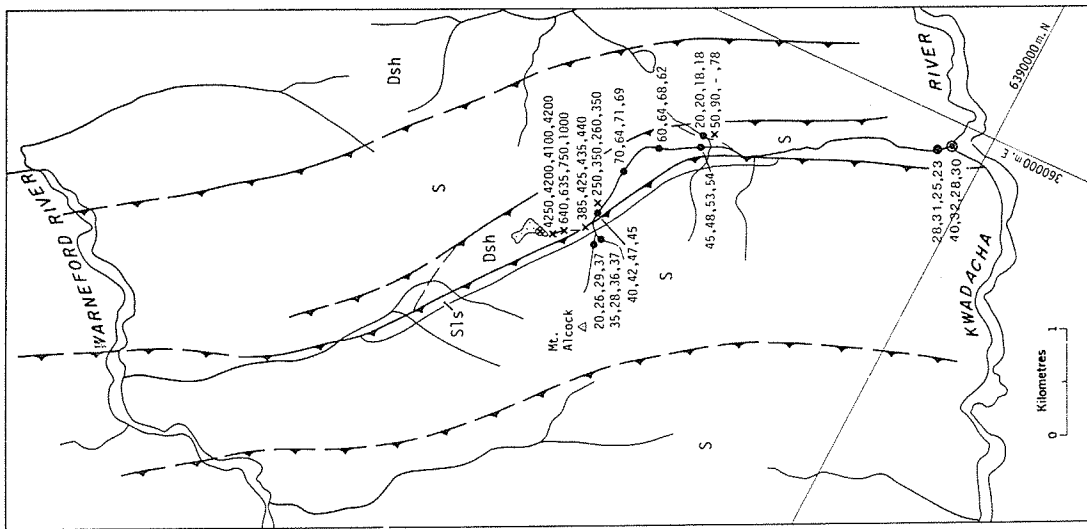 WARNEFORD RIVER
Dsh
S
4250,4200,4100,4200
640,635,750,1000
385,425,435,440
250,350,260,350
70,64,71,69
60,64,68,62
20,20,18,18
50,90,-,78
Dsh
Sls
Mt.
Alcock
20,26,29,37
35,28,36,37
40,42,47,45
45,48,53,54
S
S
S
28,31,25,23
40,32,28,30
KWADACHA RIVER
360000 m. E
6390000 m. N
0 1
Kilometres